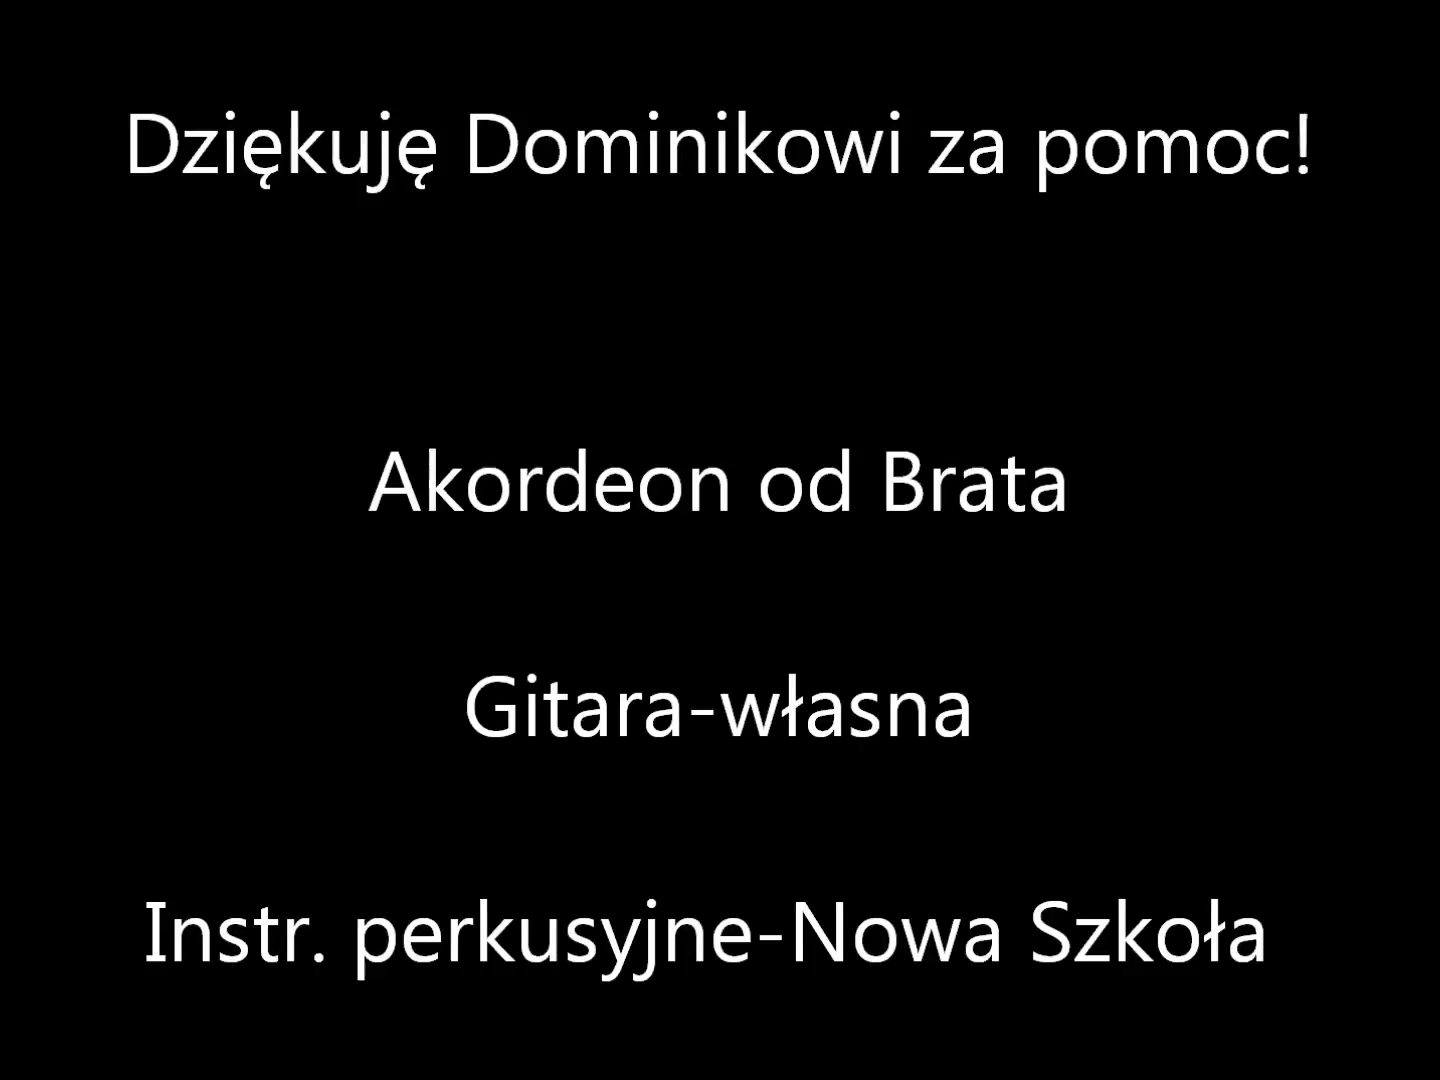 Dziękuję Dominikowi za pomoc!
Akordeon od Brata
Gitara-własna
Instr. perkusyjne-Nowa Szkoła